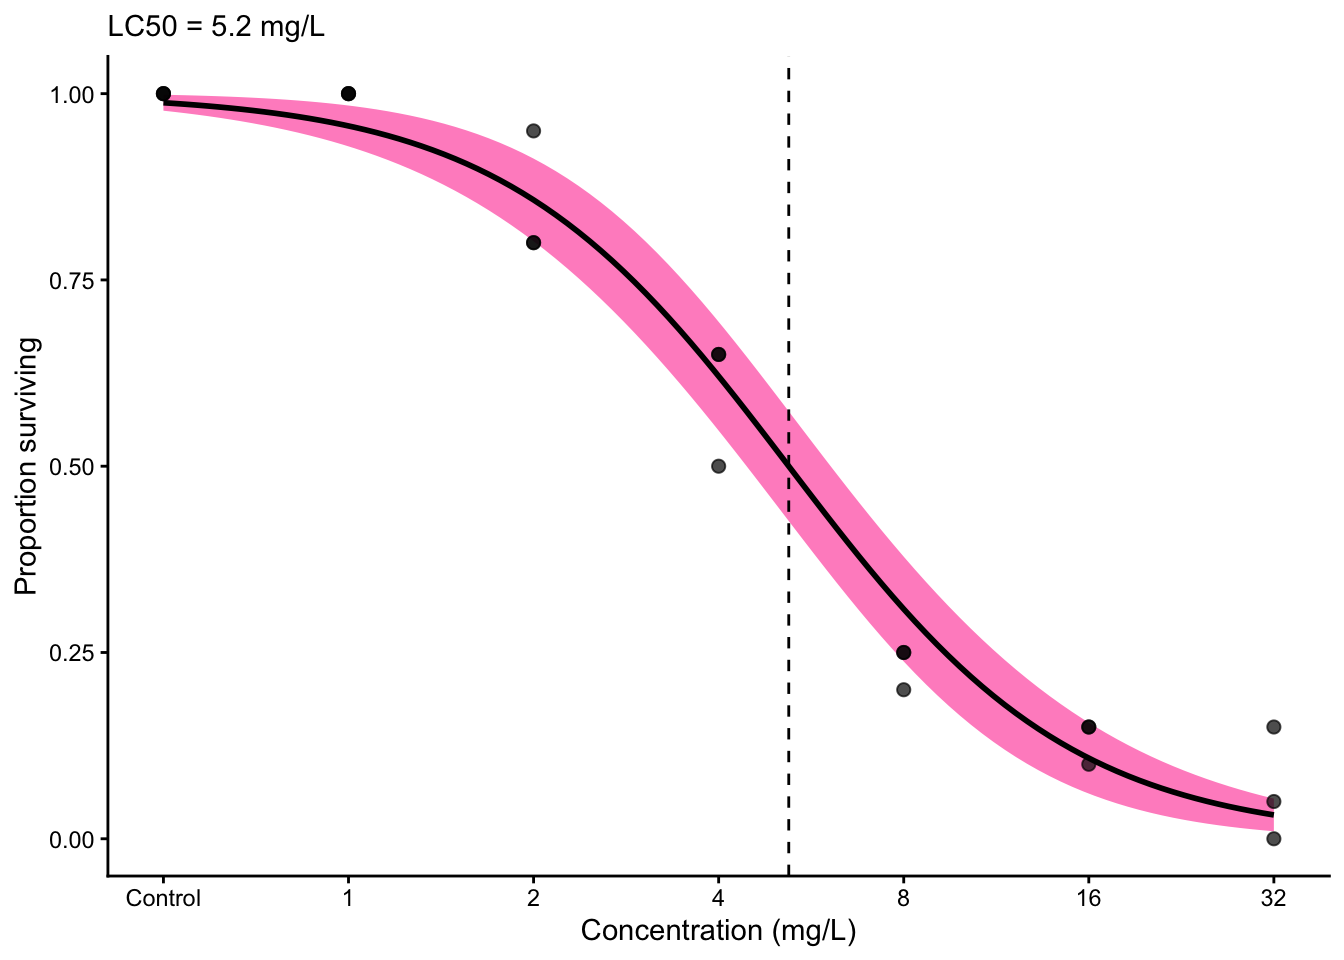 LC50 = 5.2 mg/L
1.00
0.75
0.50
0.25
0.00
Proportion surviving
Control 1 2 4 8 16 32
Concentration (mg/L)